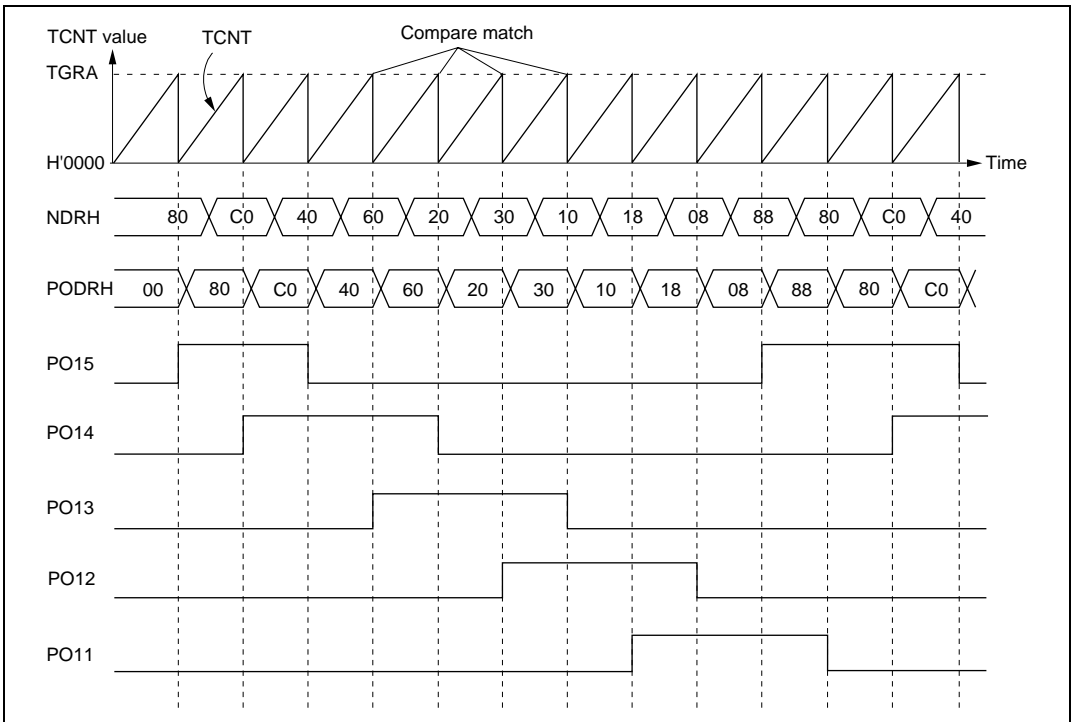 TCNT value
TCNT
Compare match
TGRA
H'0000
Time
NDRH
80 C0 40 60 20 30 10 18 08 88 80 C0 40
PODRH
00 80 C0 40 60 20 30 10 18 08 88 80 C0
PO15
PO14
PO13
PO12
PO11